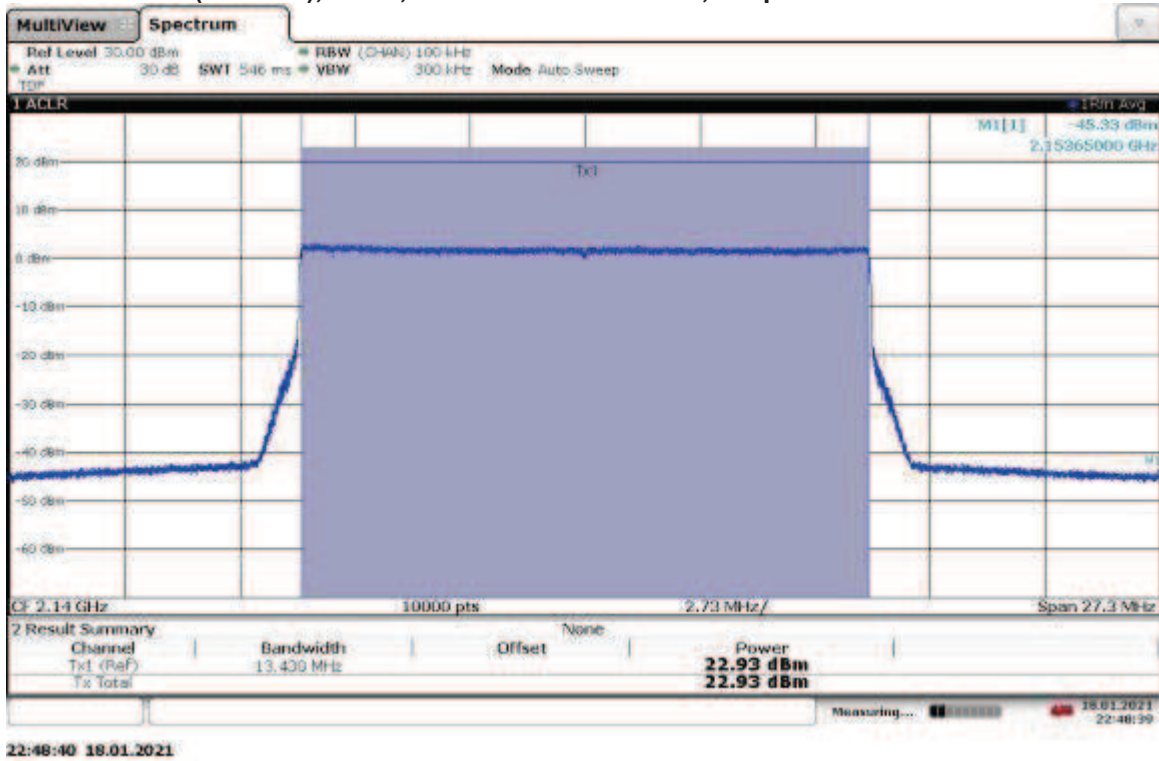 MultiView Spectrum
Ref Level 30.00 dBm RBW (CHAN) 100 kHz
Att 30 dB SWT 546 ms VBW 300 kHz Mode Auto Sweep
TDF
1 ACLR 1Rm Avg
M1[1] -45.33 dBm
2.15365000 GHz
20 dBm
Tx1
10 dBm
0 dBm
-10 dBm
-20 dBm
-30 dBm
-40 dBm
M1
-50 dBm
-60 dBm
CF 2.14 GHz 10000 pts 2.73 MHz/ Span 27.3 MHz
2 Result Summary None
Channel Bandwidth Offset Power
Tx1 (Ref) 13.430 MHz 22.93 dBm
Tx Total 22.93 dBm
Measuring... 18.01.2021
22:48:39
22:48:40 18.01.2021